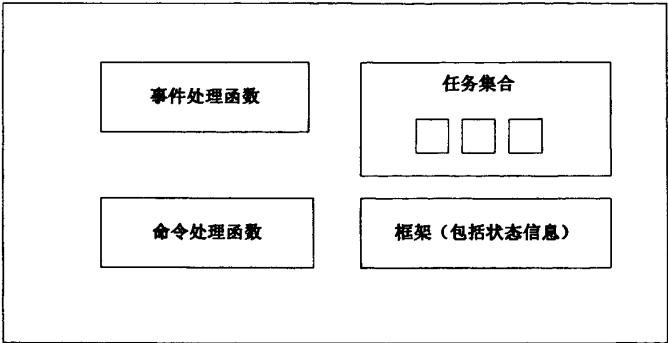 事件处理函数
任务集合
命令处理函数
框架（包括状态信息）